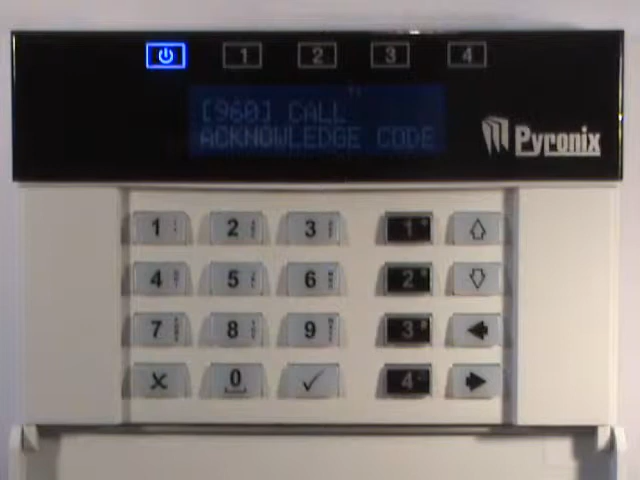 1 2 3 4
[960] CALL
ACKNOWLEDGE CODE
Pyronix
1 2 3 1
4 5 6 2
7 8 9 3
0 4